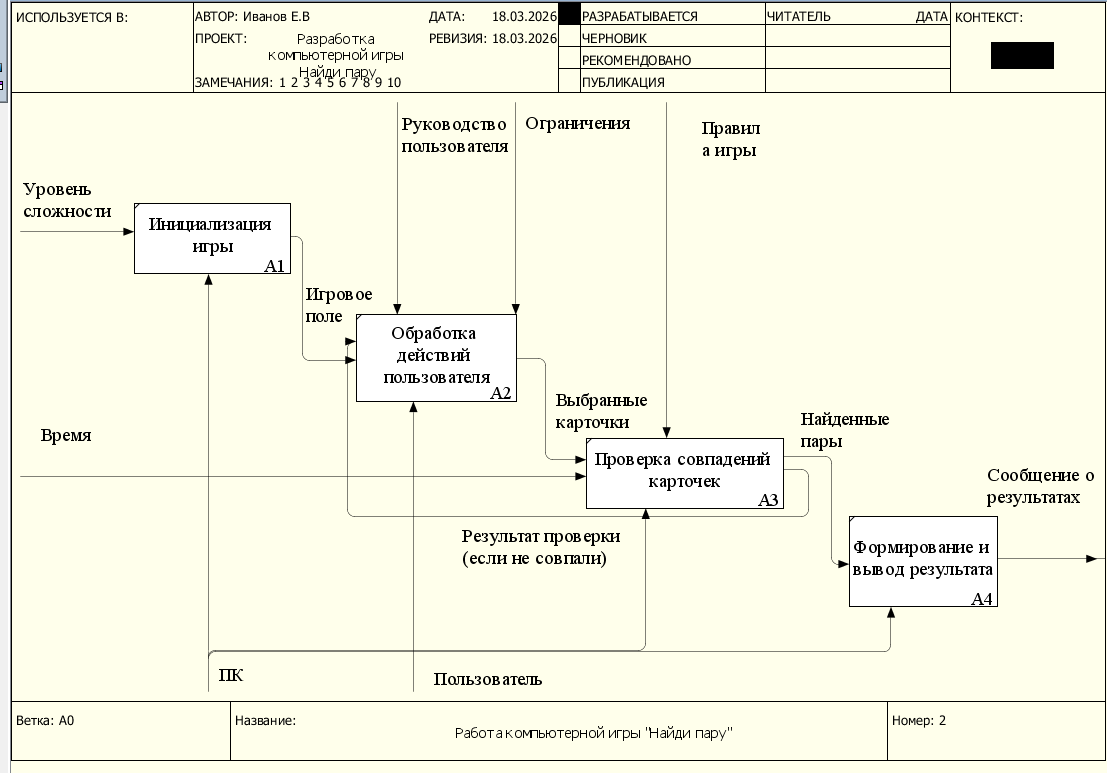 ИСПОЛЬЗУЕТСЯ В:
АВТОР: Иванов Е.В
ДАТА: 18.03.2026
РАЗРАБАТЫВАЕТСЯ
ЧИТАТЕЛЬ
ДАТА
КОНТЕКСТ:
ПРОЕКТ: Разработка
компьютерной игры
Найди пару
РЕВИЗИЯ: 18.03.2026
ЧЕРНОВИК
РЕКОМЕНДОВАНО
ЗАМЕЧАНИЯ: 1 2 3 4 5 6 7 8 9 10
ПУБЛИКАЦИЯ
Руководство
пользователя
Ограничения
Правил
а игры
Уровень
сложности
Инициализация
игры
A1
Игровое
поле
Обработка
действий
пользователя
A2
Выбранные
карточки
Время
Найденные
пары
Проверка совпадений
карточек
A3
Сообщение о
результатах
Результат проверки
(если не совпали)
Формирование и
вывод результата
A4
ПК
Пользователь
Ветка: A0
Название:
Работа компьютерной игры "Найди пару"
Номер: 2